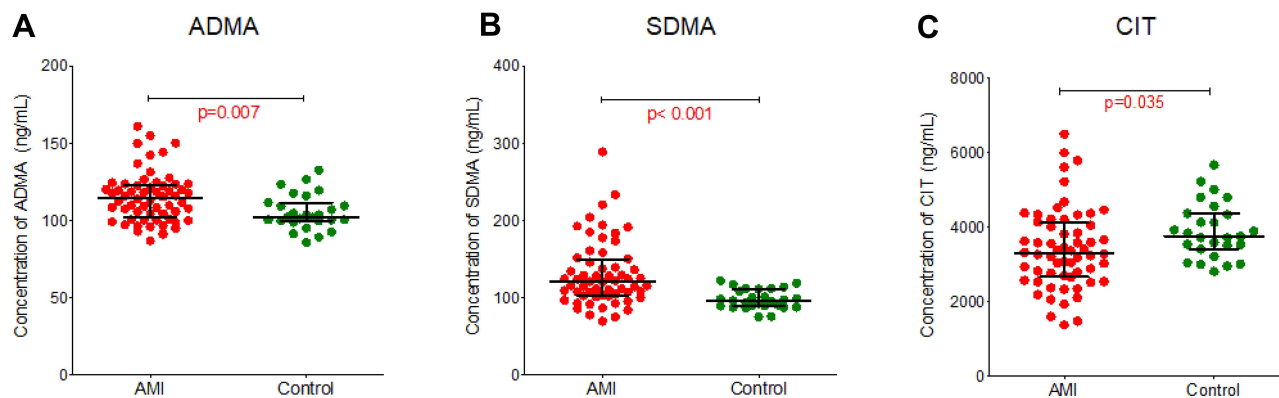 A
ADMA
Concentration of ADMA (ng/mL)
200
150
100
50
0
p=0.007
AMI
Control
B
SDMA
Concentration of SDMA (ng/mL)
400
300
200
100
0
p< 0.001
AMI
Control
C
CIT
Concentration of CIT (ng/mL)
8000
6000
4000
2000
0
p=0.035
AMI
Control